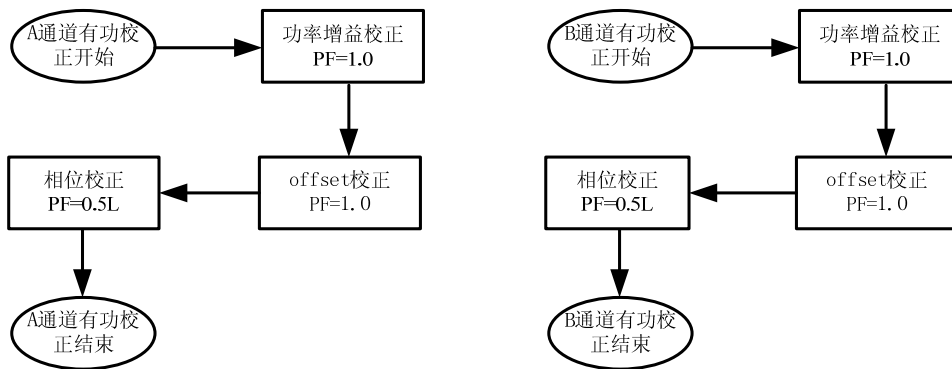 A通道有功校
正开始
功率增益校正
PF=1.0
offset校正
PF=1.0
相位校正
PF=0.5L
A通道有功校
正结束
B通道有功校
正开始
功率增益校正
PF=1.0
offset校正
PF=1.0
相位校正
PF=0.5L
B通道有功校
正结束